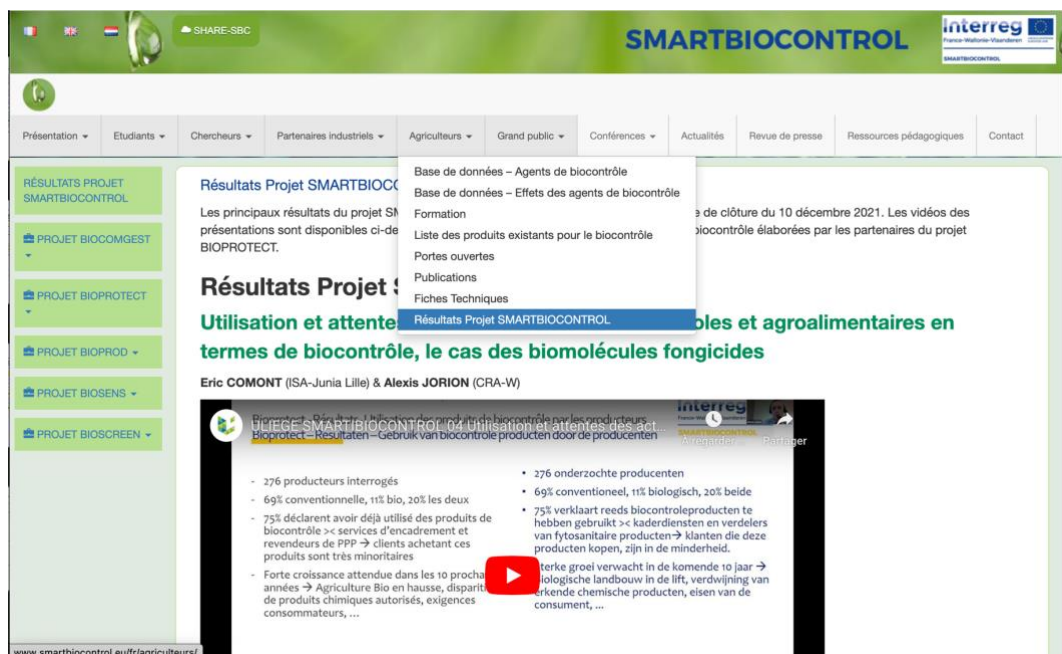 SHARE-SBC
SMARTBIOCONTROL
Interreg
France-Wallonie-Vlaanderen
SMARTBIOCONTROL
Présentation
Etudiants
Chercheurs
Partenaires industriels
Agriculteurs
Grand public
Conférences
Actualités
Revue de presse
Ressources pédagogiques
Contact
RÉSULTATS PROJET
SMARTBIOCONTROL
PROJET BIOCOMGEST
PROJET BIOPROTECT
PROJET BIOPROD
PROJET BIOSENS
PROJET BIOSCREEN
Base de données – Agents de biocontrôle
Base de données – Effets des agents de biocontrôle
Formation
Liste des produits existants pour le biocontrôle
Portes ouvertes
Publications
Fiches Techniques
Résultats Projet SMARTBIOCONTROL
Résultats Projet SMARTBIOC
Les principaux résultats du projet SM e de clôture du 10 décembre 2021. Les vidéos des
présentations sont disponibles ci-de biocontrôle élaborées par les partenaires du projet
BIOPROTECT.
Résultats Projet
Utilisation et attente oles et agroalimentaires en
termes de biocontrôle, le cas des biomolécules fongicides
Eric COMONT (ISA-Junia Lille) & Alexis JORION (CRA-W)
Bioprotect - Résultats - Utilisation des produits de biocontrôle par les producteurs
Bioprotect – Resultaten – Gebruik van biocontrole producten door de producenten
ULIEGE SMARTBIOCONTROL 04 Utilisation et attentes des act...
Interreg
À regarder ... Partager
- 276 producteurs interrogés
- 69% conventionnelle, 11% bio, 20% les deux
- 75% déclarent avoir déjà utilisé des produits de
biocontrôle >< services d'encadrement et
revendeurs de PPP → clients achetant ces
produits sont très minoritaires
- Forte croissance attendue dans les 10 procha
années → Agriculture Bio en hausse, disparit
de produits chimiques autorisés, exigences
consommateurs, ...
• 276 onderzochte producenten
• 69% conventioneel, 11% biologisch, 20% beide
• 75% verklaart reeds biocontroleproducten te
hebben gebruikt >< kaderdiensten en verdelers
van fytosanitaire producten→ klanten die deze
producten kopen, zijn in de minderheid.
terke groei verwacht in de komende 10 jaar →
iologische landbouw in de lift, verdwijning van
erkende chemische producten, eisen van de
consument, ...
www.smartbiocontrol.eu/fr/agriculteurs/